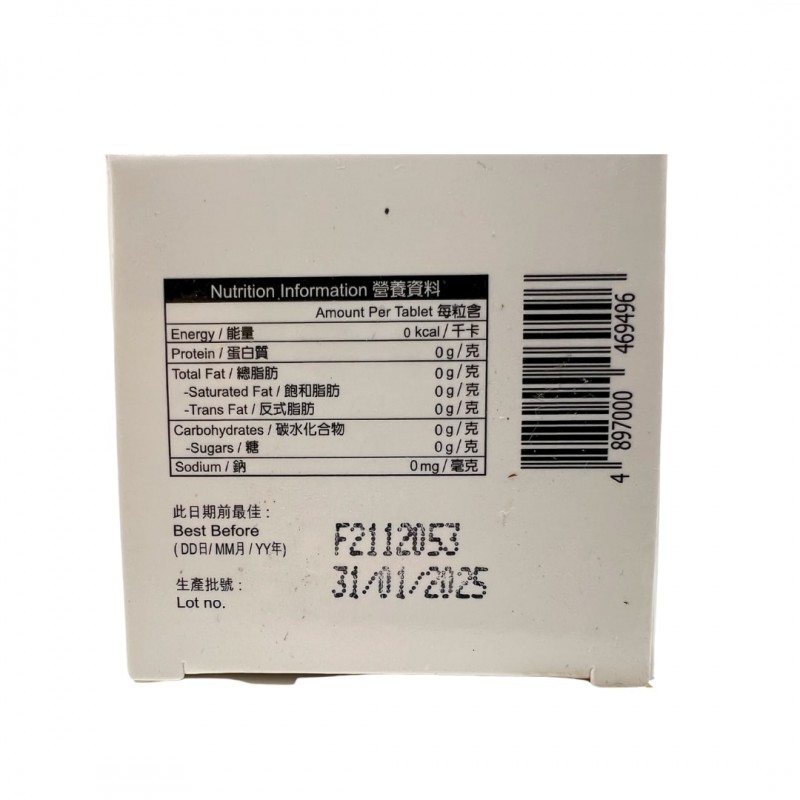 Nutrition Information 營養資料
Amount Per Tablet 每粒含
Energy / 能量 0 kcal / 千卡
Protein / 蛋白質 0 g / 克
Total Fat / 總脂肪 0 g / 克
-Saturated Fat / 飽和脂肪 0 g / 克
-Trans Fat / 反式脂肪 0 g / 克
Carbohydrates / 碳水化合物 0 g / 克
-Sugars / 糖 0 g / 克
Sodium / 鈉 0 mg / 毫克
4 897000 469496
此日期前最佳：
Best Before
( DD日/ MM月 / YY年)
F2112053
生產批號：
Lot no.
31/01/2025